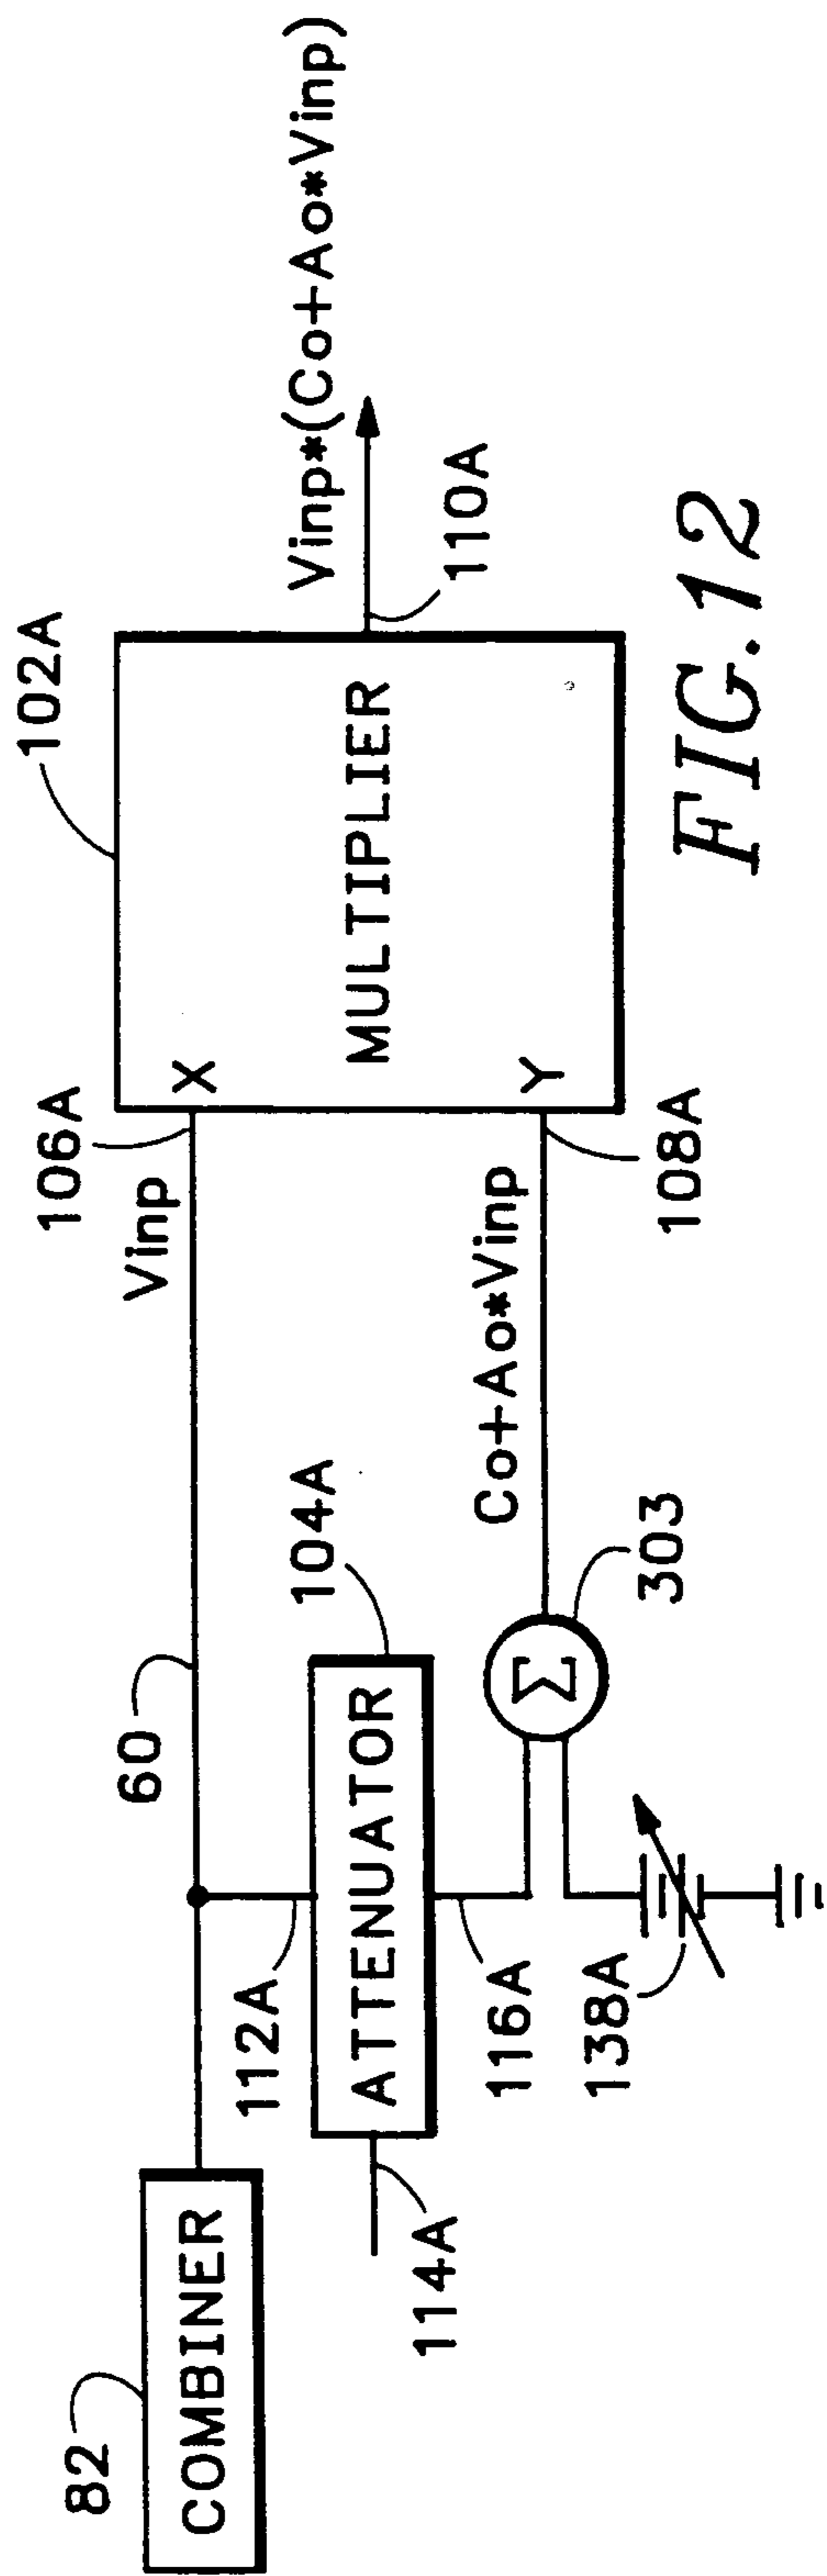 82
COMBINER
60
112A
114A
ATTENUATOR
104A
116A
138A
Σ
303
Vinp
106A
Co+Ao*Vinp
108A
X
Y
MULTIPLIER
102A
110A
Vinp*(Co+Ao*Vinp)
FIG.12